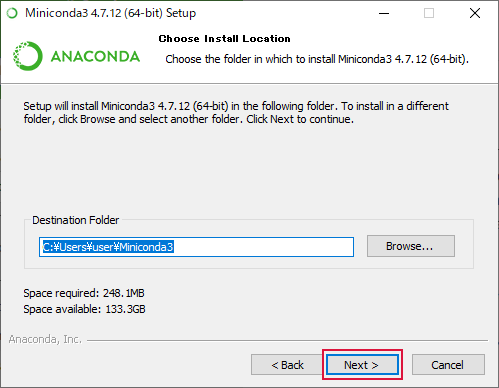 Miniconda3 4.7.12 (64-bit) Setup
ANACONDA
Choose Install Location
Choose the folder in which to install Miniconda3 4.7.12 (64-bit).
Setup will install Miniconda3 4.7.12 (64-bit) in the following folder. To install in a different
folder, click Browse and select another folder. Click Next to continue.
Destination Folder
C:¥Users¥user¥Miniconda3
Browse...
Space required: 248.1MB
Space available: 133.3GB
Anaconda, Inc.
< Back
Next >
Cancel